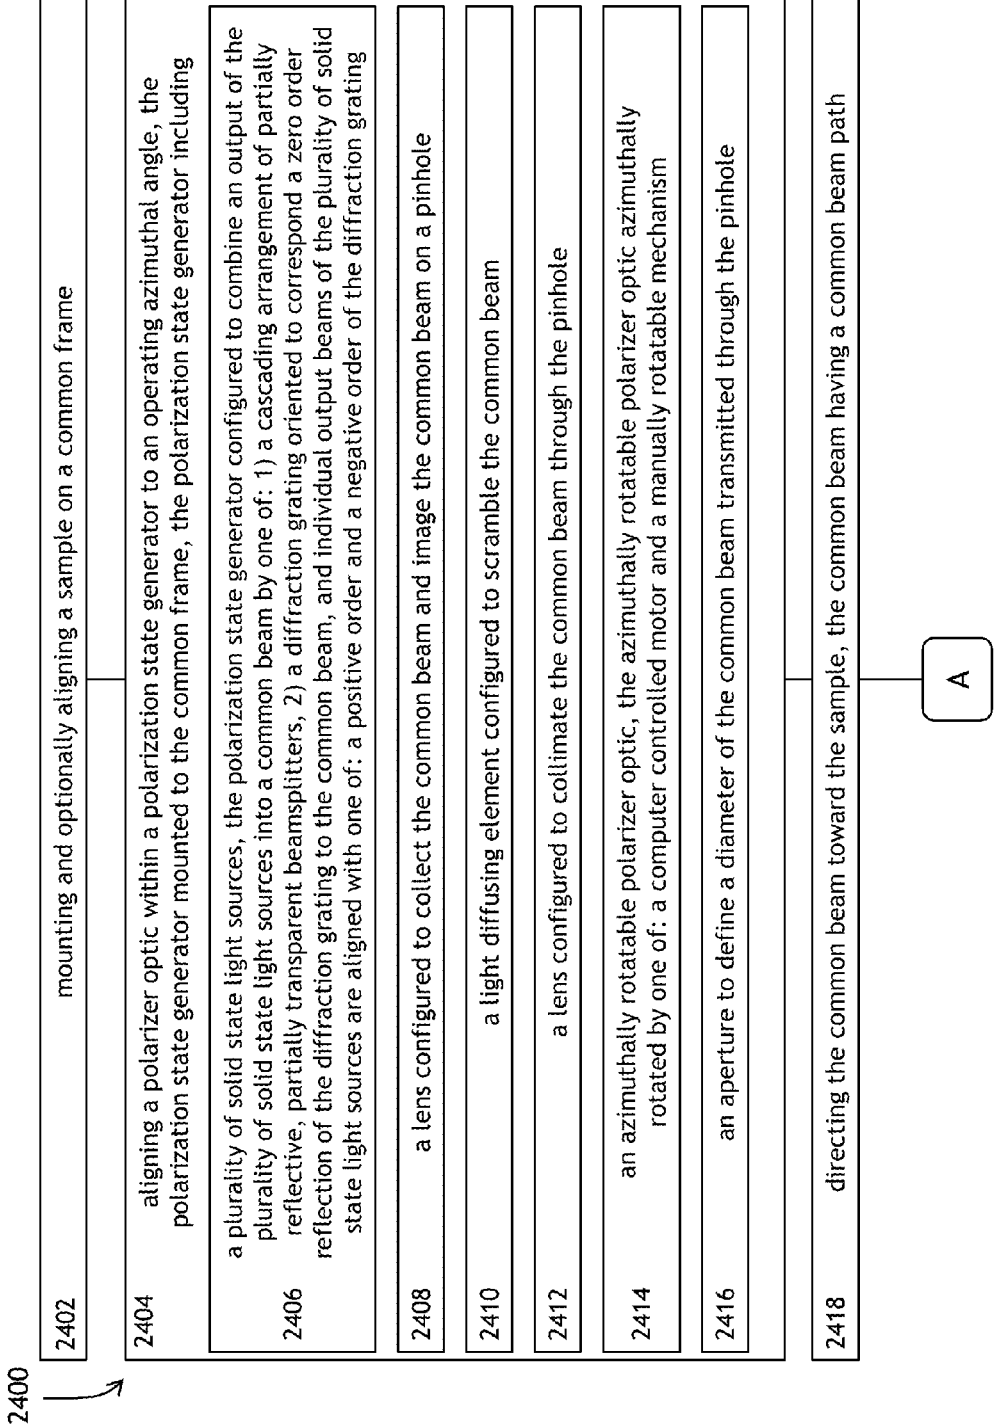 2400
2402
mounting and optionally aligning a sample on a common frame
2404
aligning a polarizer optic within a polarization state generator to an operating azimuthal angle, the
polarization state generator mounted to the common frame, the polarization state generator including
2406
a plurality of solid state light sources, the polarization state generator configured to combine an output of the
plurality of solid state light sources into a common beam by one of: 1) a cascading arrangement of partially
reflective, partially transparent beamsplitters, 2) a diffraction grating oriented to correspond a zero order
reflection of the diffraction grating to the common beam, and individual output beams of the plurality of solid
state light sources are aligned with one of: a positive order and a negative order of the diffraction grating
2408
a lens configured to collect the common beam and image the common beam on a pinhole
2410
a light diffusing element configured to scramble the common beam
2412
a lens configured to collimate the common beam through the pinhole
2414
an azimuthally rotatable polarizer optic, the azimuthally rotatable polarizer optic azimuthally
rotated by one of: a computer controlled motor and a manually rotatable mechanism
2416
an aperture to define a diameter of the common beam transmitted through the pinhole
2418
directing the common beam toward the sample, the common beam having a common beam path
A